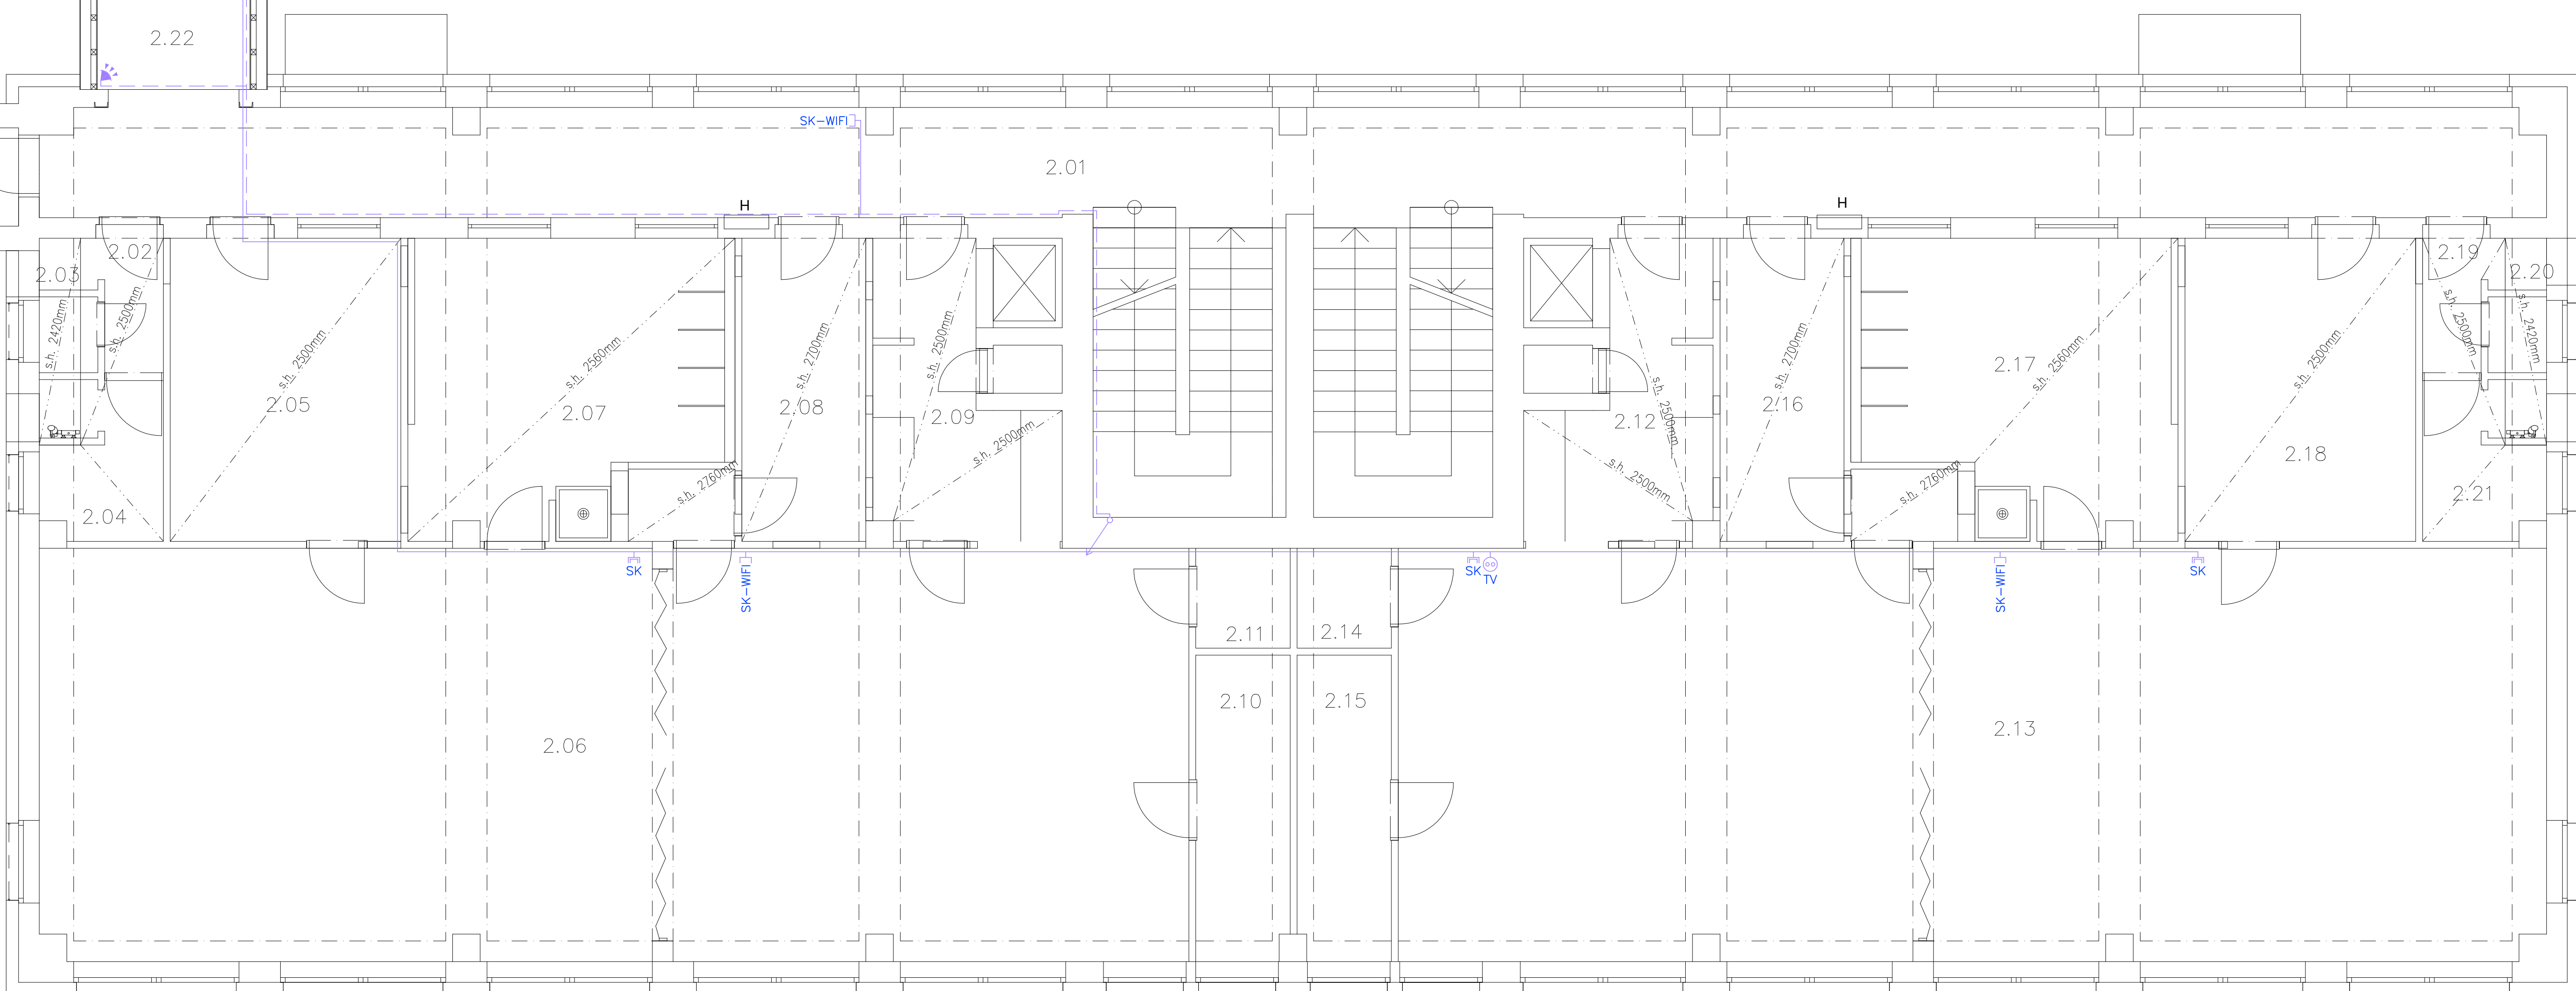 2.22
SK-WIFI
2.01
H
H
2.02
2.03
2.19
2.20
s.h. 2420mm
s.h. 2500mm
s.h. 2500mm
s.h. 2560mm
s.h. 2700mm
s.h. 2500mm
s.h. 2500mm
s.h. 2700mm
s.h. 2560mm
s.h. 2500mm
s.h. 2500mm
s.h. 2420mm
2.05
2.07
2.08
2.09
2.12
2.16
2.17
2.18
s.h. 2760mm
s.h. 2500mm
s.h. 2500mm
s.h. 2760mm
2.04
2.21
SK
SK-WIFI
SK
TV
SK-WIFI
SK
2.11
2.14
2.10
2.15
2.06
2.13